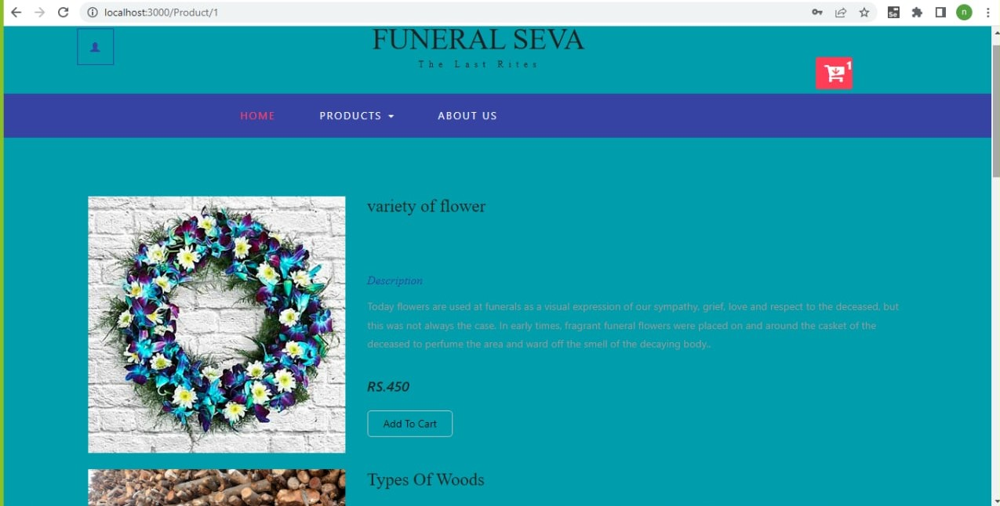 localhost:3000/Product/1
Se
n
FUNERAL SEVA
The Last Rites
1
HOME
PRODUCTS
ABOUT US
variety of flower
Description
Today flowers are used at funerals as a visual expression of our sympathy, grief, love and respect to the deceased, but
this was not always the case. In early times, fragrant funeral flowers were placed on and around the casket of the
deceased to perfume the area and ward off the smell of the decaying body..
RS.450
Add To Cart
Types Of Woods